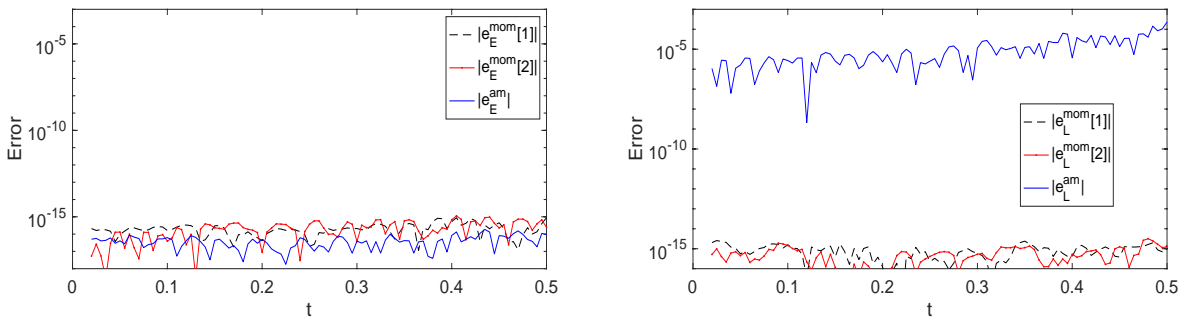 10^-5
10^-10
10^-15
Error
0
0.1
0.2
0.3
0.4
0.5
t
|e_E^mom[1]|
|e_E^mom[2]|
|e_E^am|
10^-5
10^-10
10^-15
Error
0
0.1
0.2
0.3
0.4
0.5
t
|e_L^mom[1]|
|e_L^mom[2]|
|e_L^am|